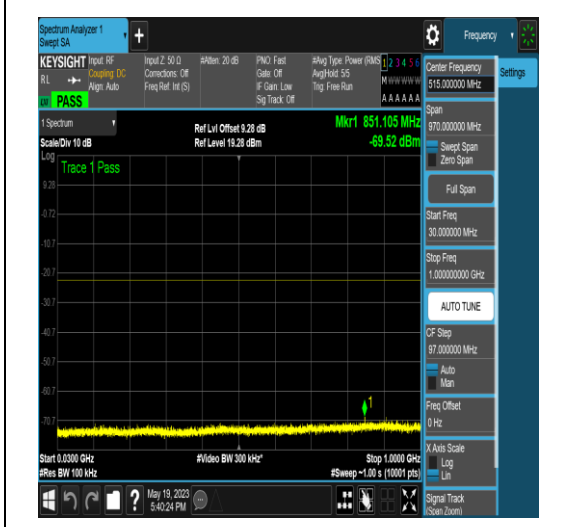 Spectrum Analyzer 1
Swept SA
+
Frequency
KEYSIGHT
RL
Input: RF
Coupling: DC
Align: Auto
Input Z: 50 Ω
Corrections: Off
Freq Ref: Int (S)
#Atten: 20 dB
PNO: Fast
Gate: Off
IF Gain: Low
Sig Track: Off
#Avg Type: Power (RMS
Avg|Hold: 5/5
Trig: Free Run
1 2 3 4 5 6
M W W W W W
A A A A A A
PASS
1 Spectrum
Scale/Div 10 dB
Ref Lvl Offset 9.28 dB
Ref Level 19.28 dBm
Mkr1 851.105 MHz
-69.52 dBm
Log
Trace 1 Pass
9.28
-0.72
-10.7
-20.7
-30.7
-40.7
-50.7
-60.7
-70.7
1
Start 0.0300 GHz
#Res BW 100 kHz
#Video BW 300 kHz*
Stop 1.0000 GHz
#Sweep ~1.00 s (10001 pts)
Center Frequency
515.000000 MHz
Settings
Span
970.000000 MHz
Swept Span
Zero Span
Full Span
Start Freq
30.000000 MHz
Stop Freq
1.000000000 GHz
AUTO TUNE
CF Step
97.000000 MHz
Auto
Man
Freq Offset
0 Hz
X Axis Scale
Log
Lin
Signal Track
(Span Zoom)
?
May 19, 2023
5:40:24 PM